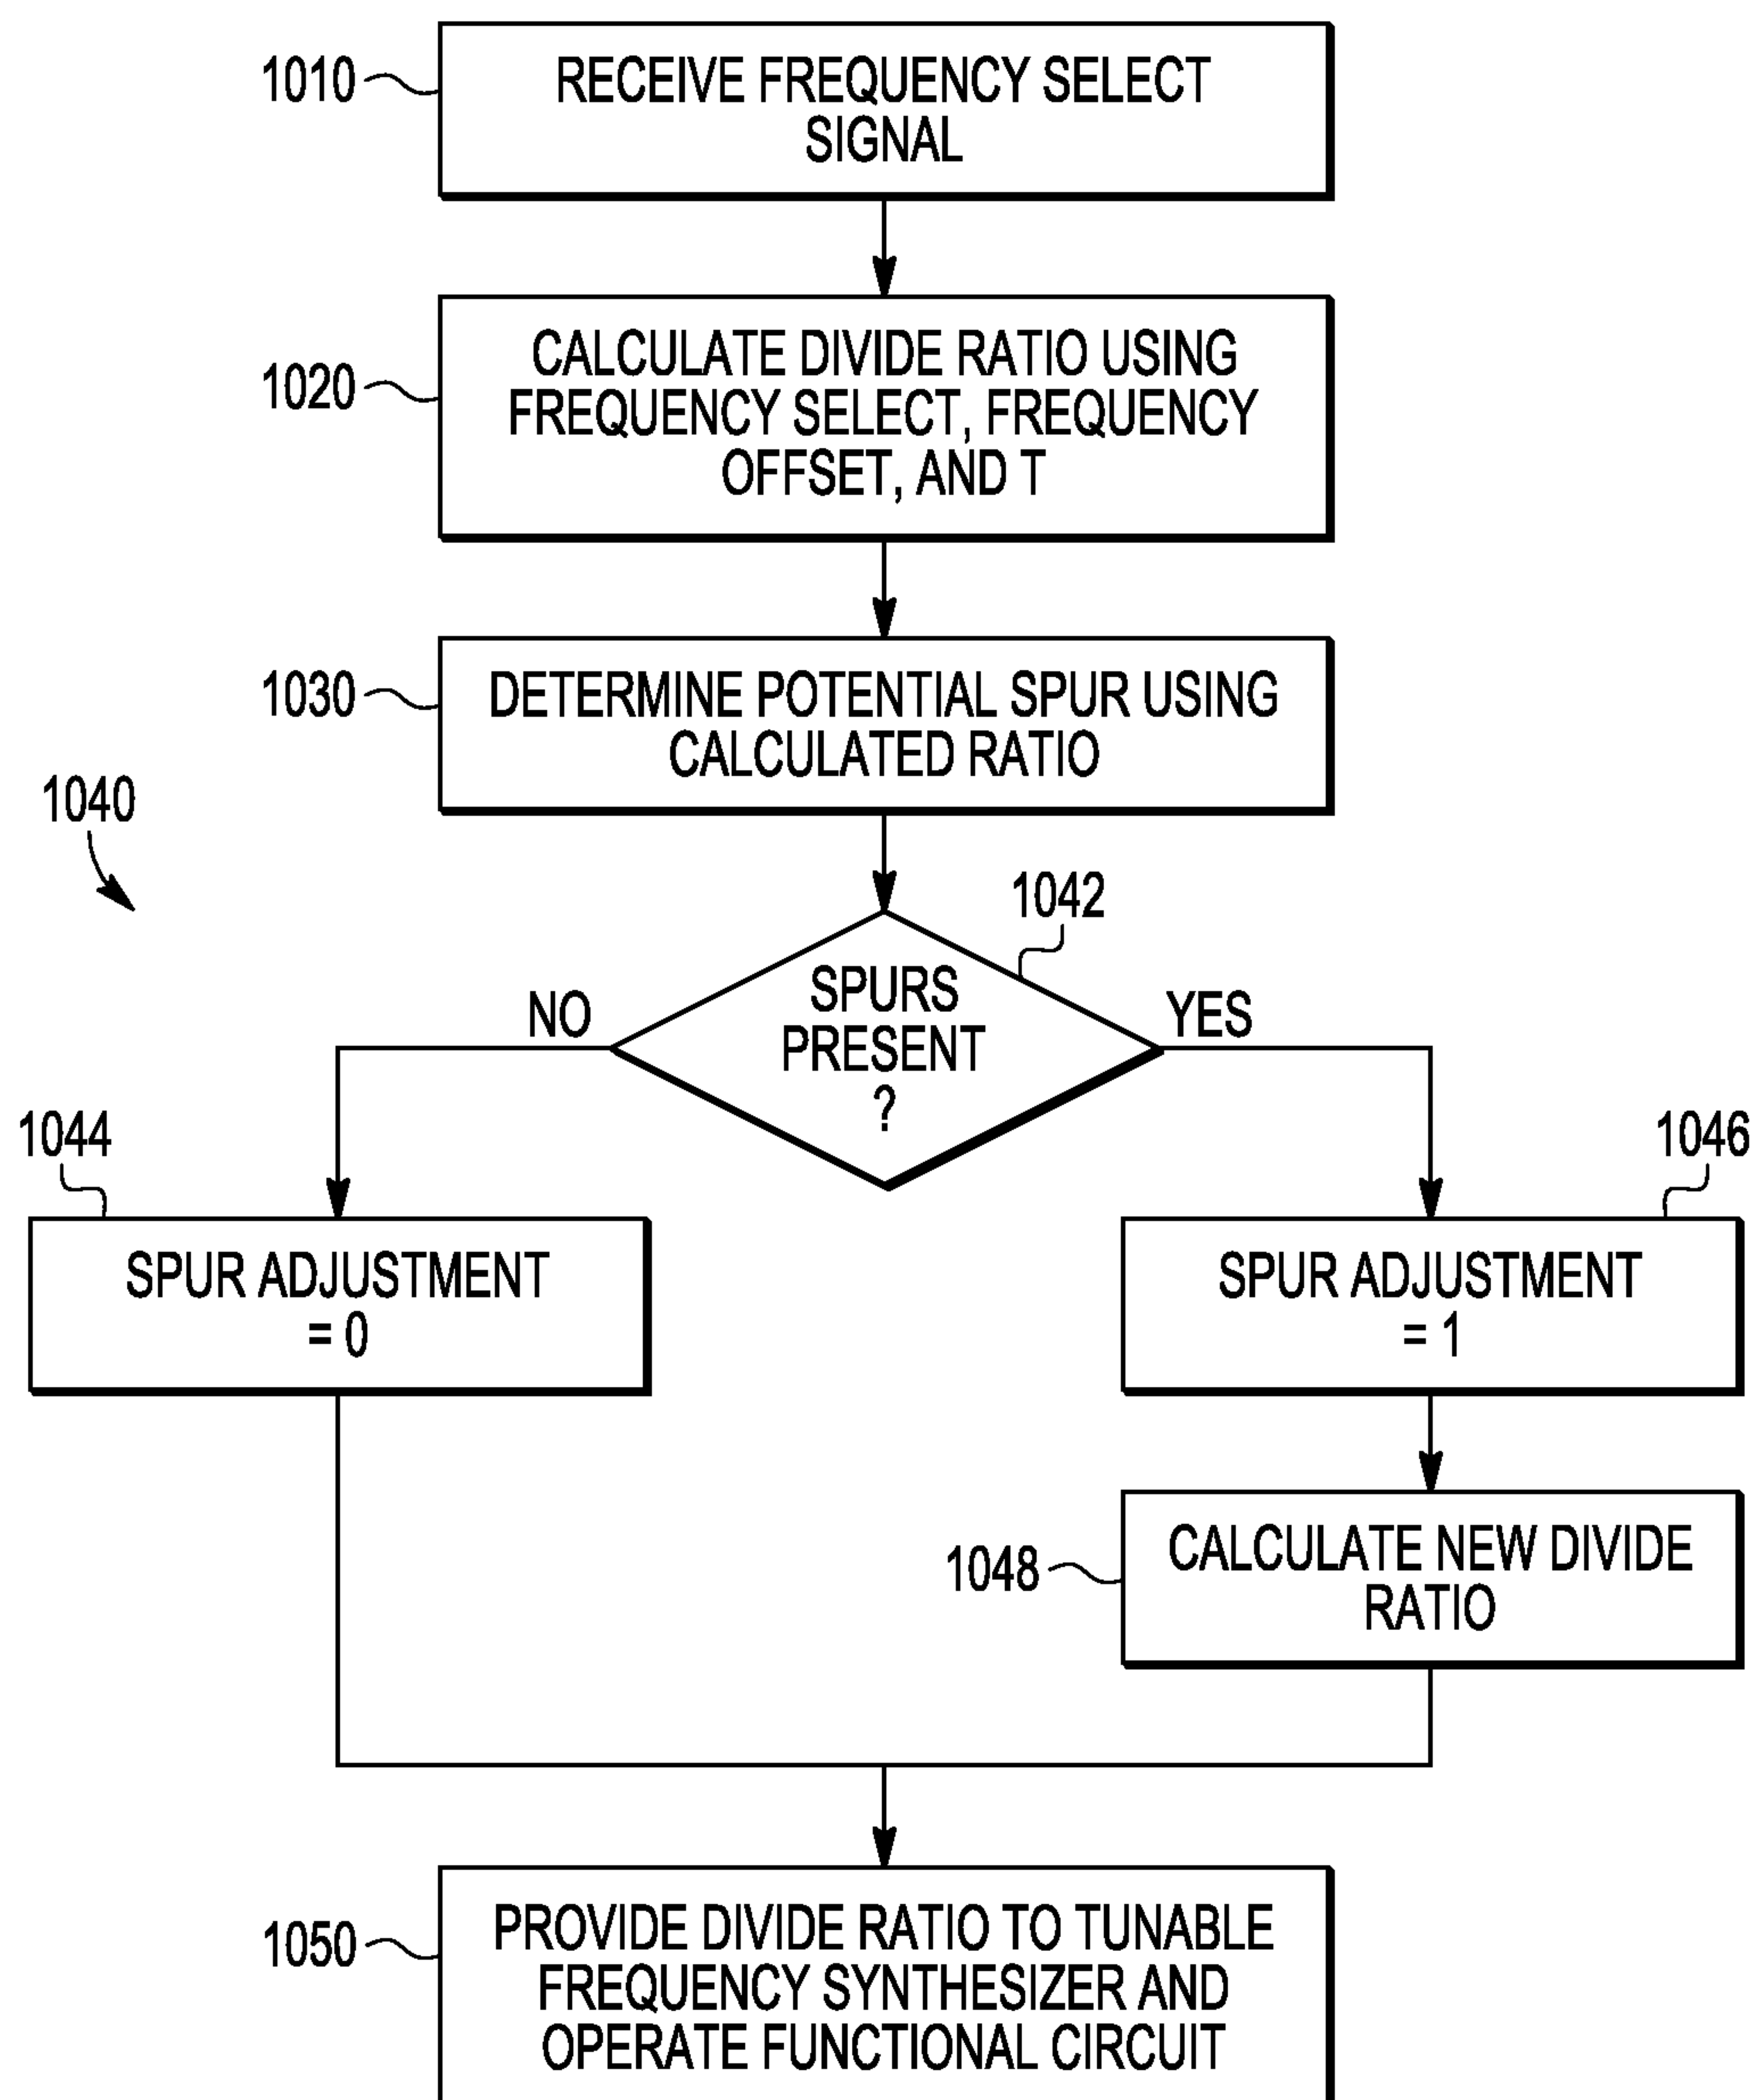 1010
RECEIVE FREQUENCY SELECT
SIGNAL
1020
CALCULATE DIVIDE RATIO USING
FREQUENCY SELECT, FREQUENCY
OFFSET, AND T
1030
DETERMINE POTENTIAL SPUR USING
CALCULATED RATIO
1040
1042
SPURS
PRESENT
?
NO
YES
1044
SPUR ADJUSTMENT
= 0
1046
SPUR ADJUSTMENT
= 1
1048
CALCULATE NEW DIVIDE
RATIO
1050
PROVIDE DIVIDE RATIO TO TUNABLE
FREQUENCY SYNTHESIZER AND
OPERATE FUNCTIONAL CIRCUIT